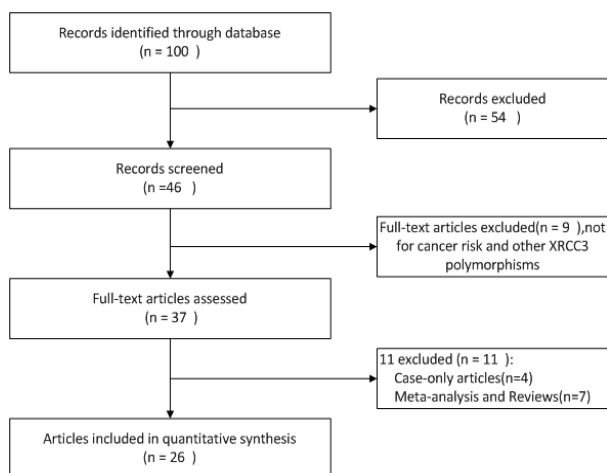 Records identified through database
(n = 100 )
Records excluded
(n = 54 )
Records screened
(n =46 )
Full-text articles excluded(n = 9 ),not
for cancer risk and other XRCC3
polymorphisms
Full-text articles assessed
(n = 37 )
11 excluded (n = 11 ):
Case-only articles(n=4)
Meta-analysis and Reviews(n=7)
Articles included in quantitative synthesis
(n = 26 )